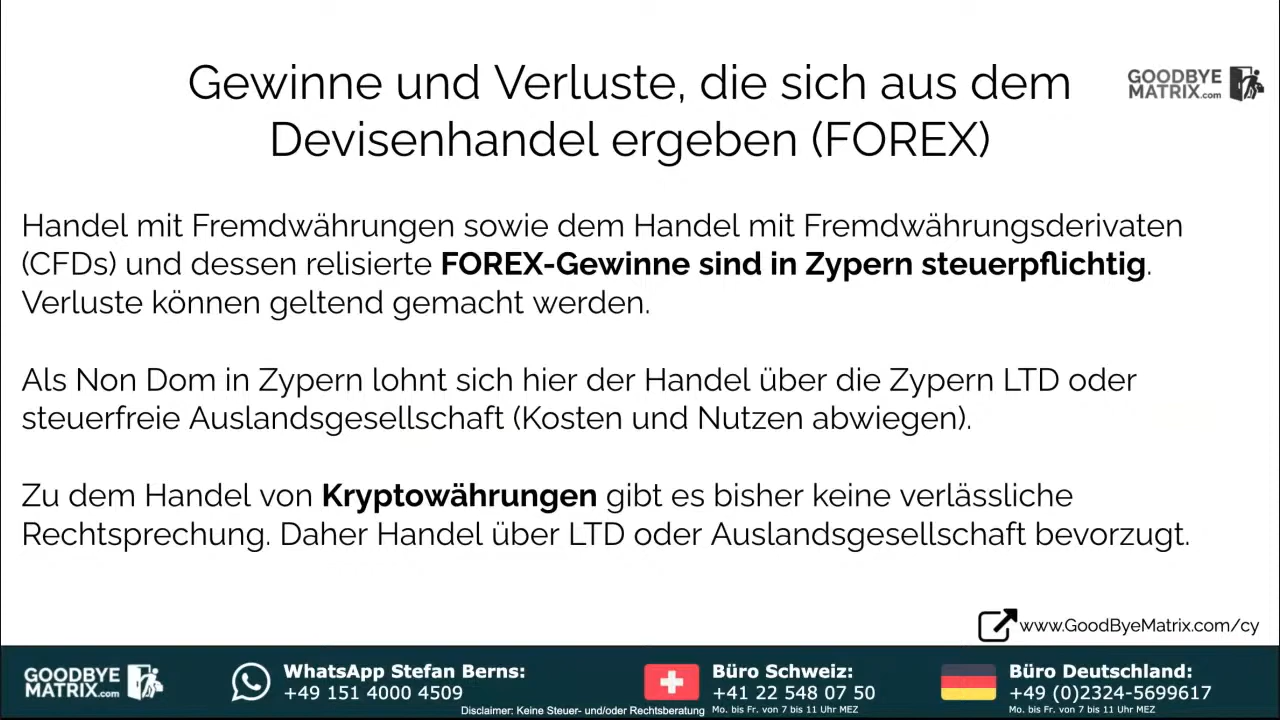 Gewinne und Verluste, die sich aus dem
Devisenhandel ergeben (FOREX)
GOODBYE
MATRIX.com
Handel mit Fremdwährungen sowie dem Handel mit Fremdwährungsderivaten
(CFDs) und dessen relisierte FOREX-Gewinne sind in Zypern steuerpflichtig.
Verluste können geltend gemacht werden.
Als Non Dom in Zypern lohnt sich hier der Handel über die Zypern LTD oder
steuerfreie Auslandsgesellschaft (Kosten und Nutzen abwiegen).
Zu dem Handel von Kryptowährungen gibt es bisher keine verlässliche
Rechtsprechung. Daher Handel über LTD oder Auslandsgesellschaft bevorzugt.
www.GoodByeMatrix.com/cy
GOODBYE
MATRIX.com
WhatsApp Stefan Berns:
+49 151 4000 4509
Disclaimer: Keine Steuer- und/oder Rechtsberatung
Büro Schweiz:
+41 22 548 07 50
Mo. bis Fr. von 7 bis 11 Uhr MEZ
Büro Deutschland:
+49 (0)2324-5699617
Mo. bis Fr. von 7 bis 11 Uhr MEZ